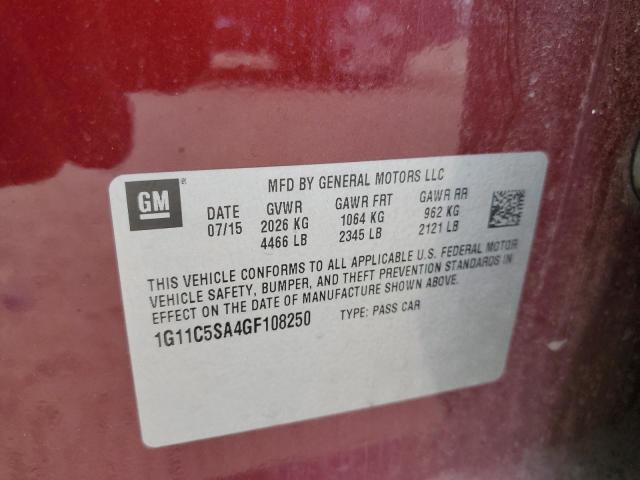 GM
MFD BY GENERAL MOTORS LLC
DATE GVWR GAWR FRT GAWR RR
07/15 2026 KG 1064 KG 962 KG
4466 LB 2345 LB 2121 LB
THIS VEHICLE CONFORMS TO ALL APPLICABLE U.S. FEDERAL MOTOR
VEHICLE SAFETY, BUMPER, AND THEFT PREVENTION STANDARDS IN
EFFECT ON THE DATE OF MANUFACTURE SHOWN ABOVE.
1G11C5SA4GF108250 TYPE: PASS CAR